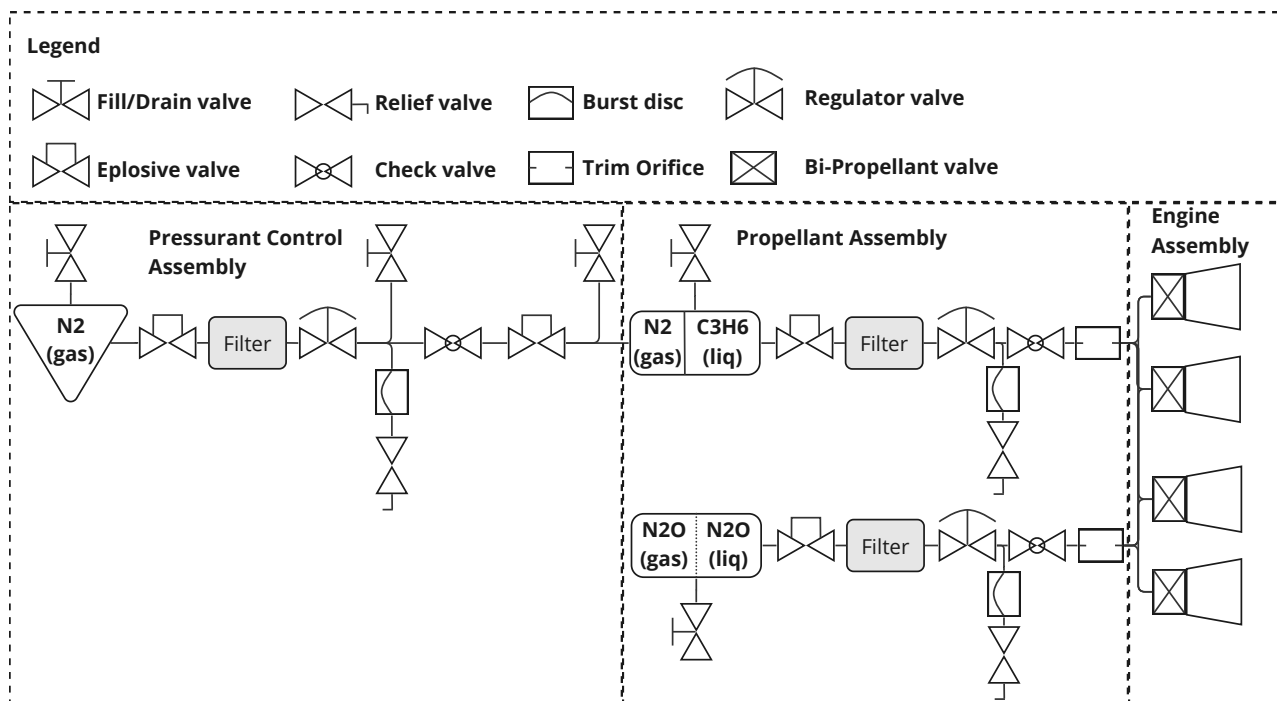 Legend
Fill/Drain valve
Relief valve
Burst disc
Regulator valve
Eplosive valve
Check valve
Trim Orifice
Bi-Propellant valve
Pressurant Control
Assembly
Propellant Assembly
Engine
Assembly
N2
(gas)
Filter
N2
(gas)
C3H6
(liq)
Filter
N2O
(gas)
N2O
(liq)
Filter